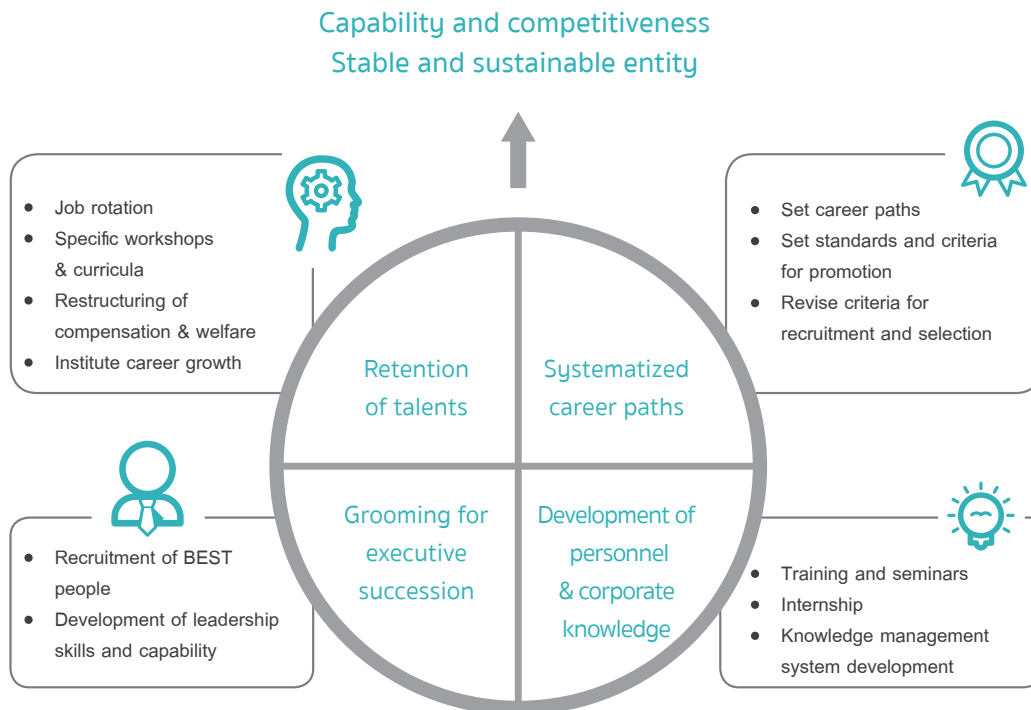 Capability and competitiveness
Stable and sustainable entity
● Job rotation
● Specific workshops
& curricula
● Restructuring of
compensation & welfare
● Institute career growth
● Set career paths
● Set standards and criteria
for promotion
● Revise criteria for
recruitment and selection
Retention
of talents
Systematized
career paths
Grooming for
executive
succession
Development of
personnel
& corporate
knowledge
● Recruitment of BEST
people
● Development of leadership
skills and capability
● Training and seminars
● Internship
● Knowledge management
system development